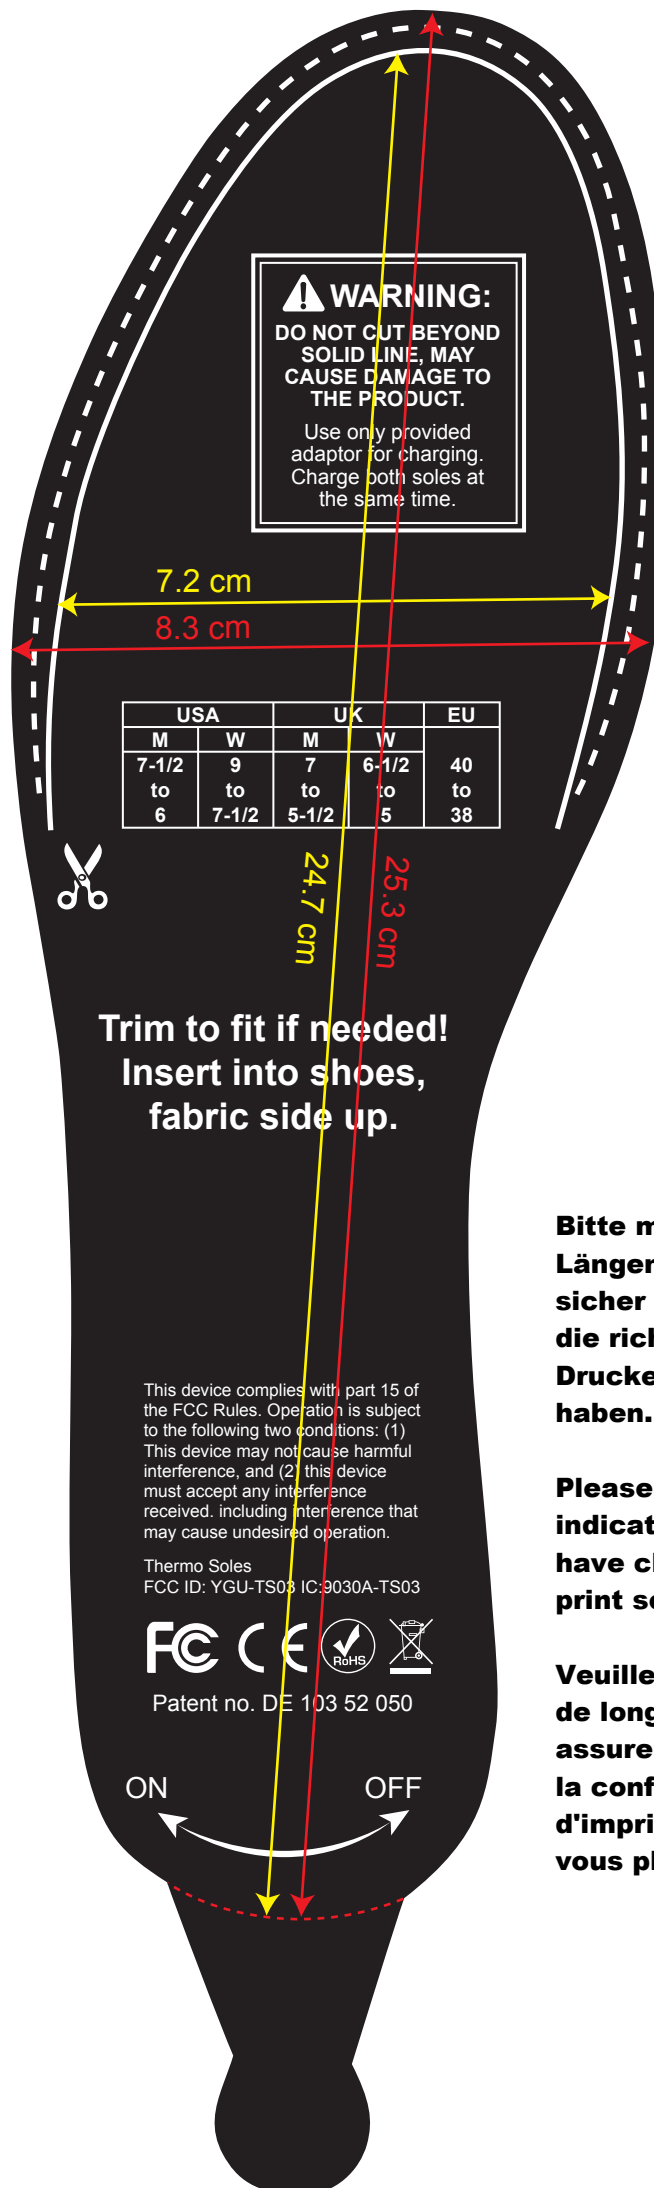 WARNING:
DO NOT CUT BEYOND
SOLID LINE, MAY
CAUSE DAMAGE TO
THE PRODUCT.
Use only provided
adaptor for charging.
Charge both soles at
the same time.
7.2 cm
8.3 cm
USA UK EU
M W M W
7-1/2 9 7 6-1/2 40
to to to to to
6 7-1/2 5-1/2 5 38
24.7 cm
25.3 cm
Trim to fit if needed!
Insert into shoes,
fabric side up.
This device complies with part 15 of
the FCC Rules. Operation is subject
to the following two conditions: (1)
This device may not cause harmful
interference, and (2) this device
must accept any interference
received. including interference that
may cause undesired operation.
Thermo Soles
FCC ID: YGU-TS03 IC:9030A-TS03
FC CE RoHS
Patent no. DE 103 52 050
ON OFF
Bitte
Länge
sicher
die
Drucke
haben.
Please
indicat
have
print
Veuille
de long
assure
la conf
d'impri
vous